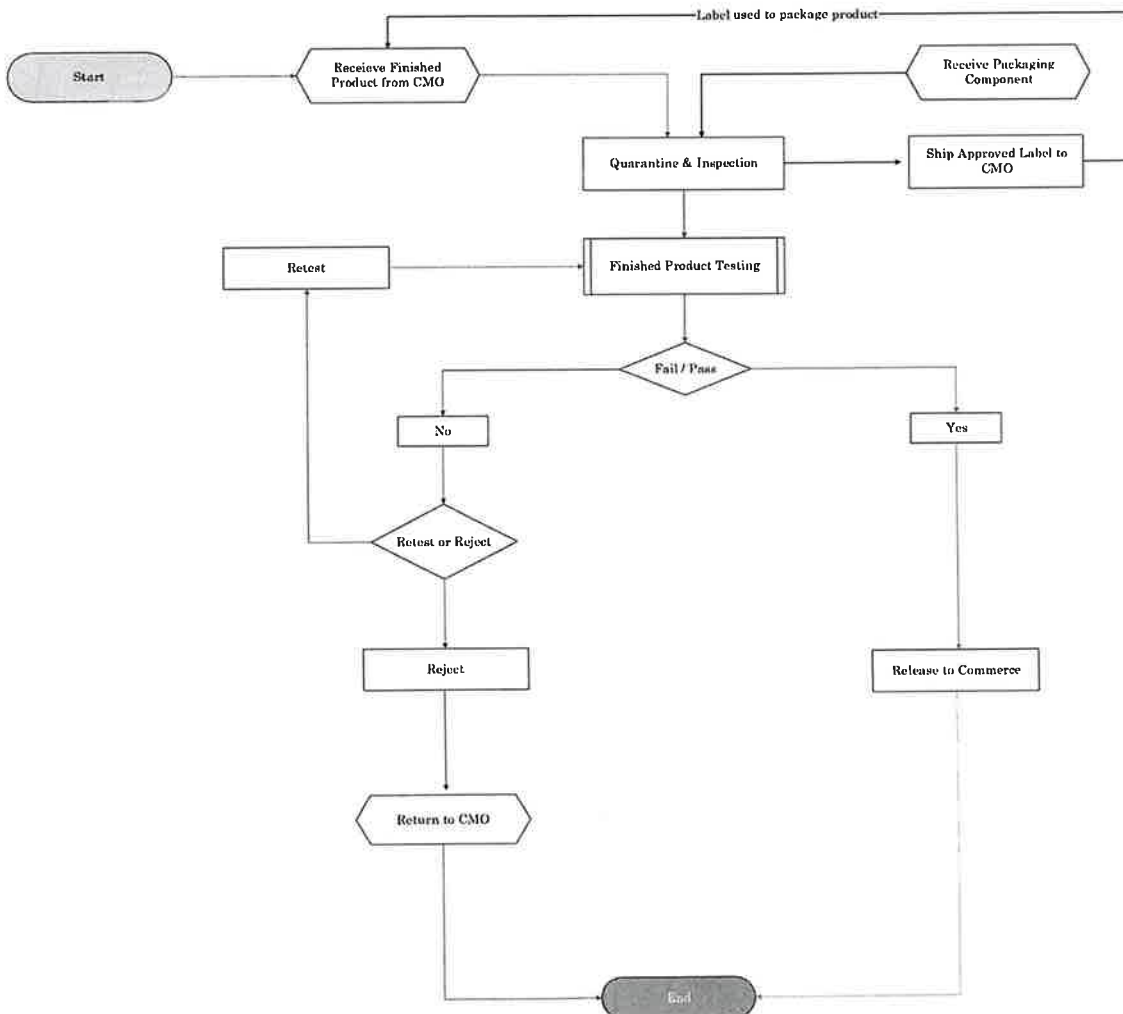 Label used to package product
Start
Receieve Finished
Product from CMO
Receive Packaging
Component
Quarantine & Inspection
Ship Approved Label to
CMO
Retest
Finished Product Testing
Fail / Pass
No
Yes
Retest or Reject
Reject
Release to Commerce
Return to CMO
End